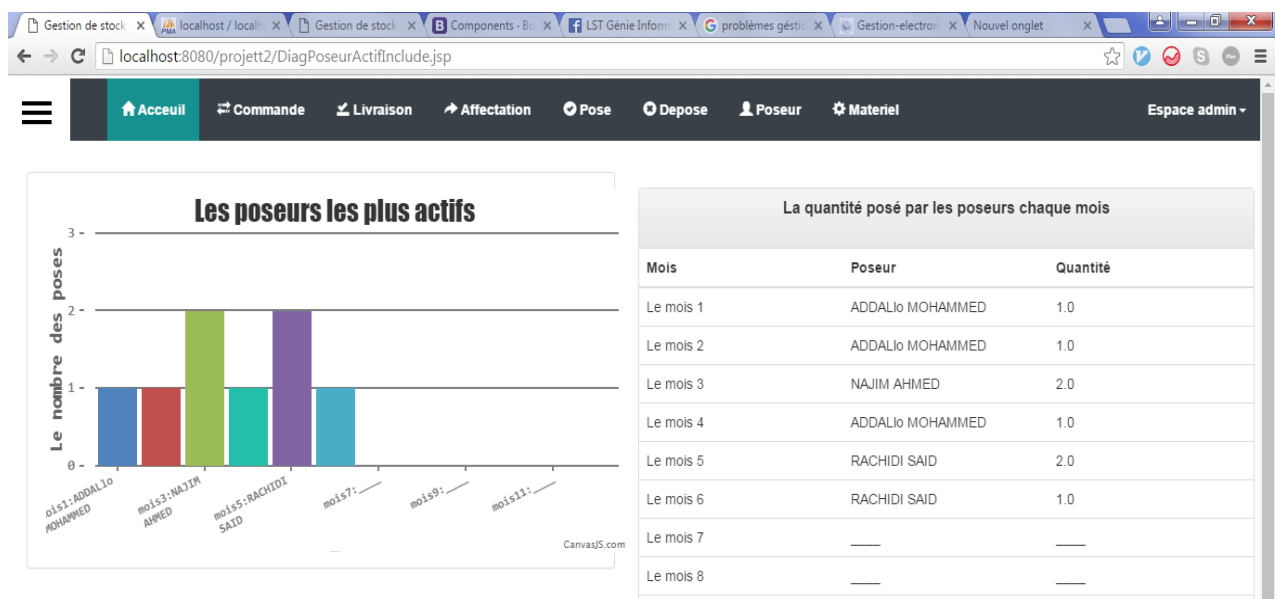 Gestion de stock
localhost / localh
Gestion de stock
Components · Bo
LST Génie Inform
problèmes géstio
Gestion-electroni
Nouvel onglet
localhost:8080/projett2/DiagPoseurActifInclude.jsp
Acceuil Commande Livraison Affectation Pose Depose Poseur Materiel Espace admin
Les poseurs les plus actifs
Le nombre des poses
3
2
1
0
ois1:ADDALlo MOHAMMED
mois3:NAJIM AHMED
mois5:RACHIDI SAID
mois7:____
mois9:____
mois11:____
CanvasJS.com
La quantité posé par les poseurs chaque mois
Mois Poseur Quantité
Le mois 1 ADDALlo MOHAMMED 1.0
Le mois 2 ADDALlo MOHAMMED 1.0
Le mois 3 NAJIM AHMED 2.0
Le mois 4 ADDALlo MOHAMMED 1.0
Le mois 5 RACHIDI SAID 2.0
Le mois 6 RACHIDI SAID 1.0
Le mois 7 ____ ____
Le mois 8 ____ ____